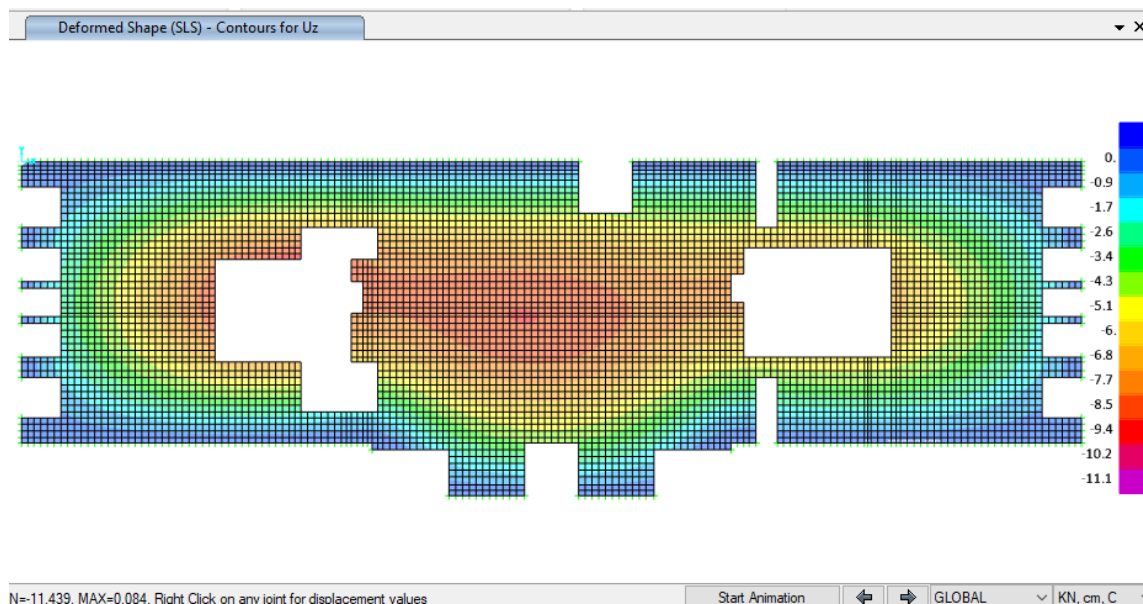 Deformed Shape (SLS) - Contours for Uz
Y
0.
-0.9
-1.7
-2.6
-3.4
-4.3
-5.1
-6.
-6.8
-7.7
-8.5
-9.4
-10.2
-11.1
N=-11.439, MAX=0.084, Right Click on any joint for displacement values
Start Animation
GLOBAL
KN, cm, C